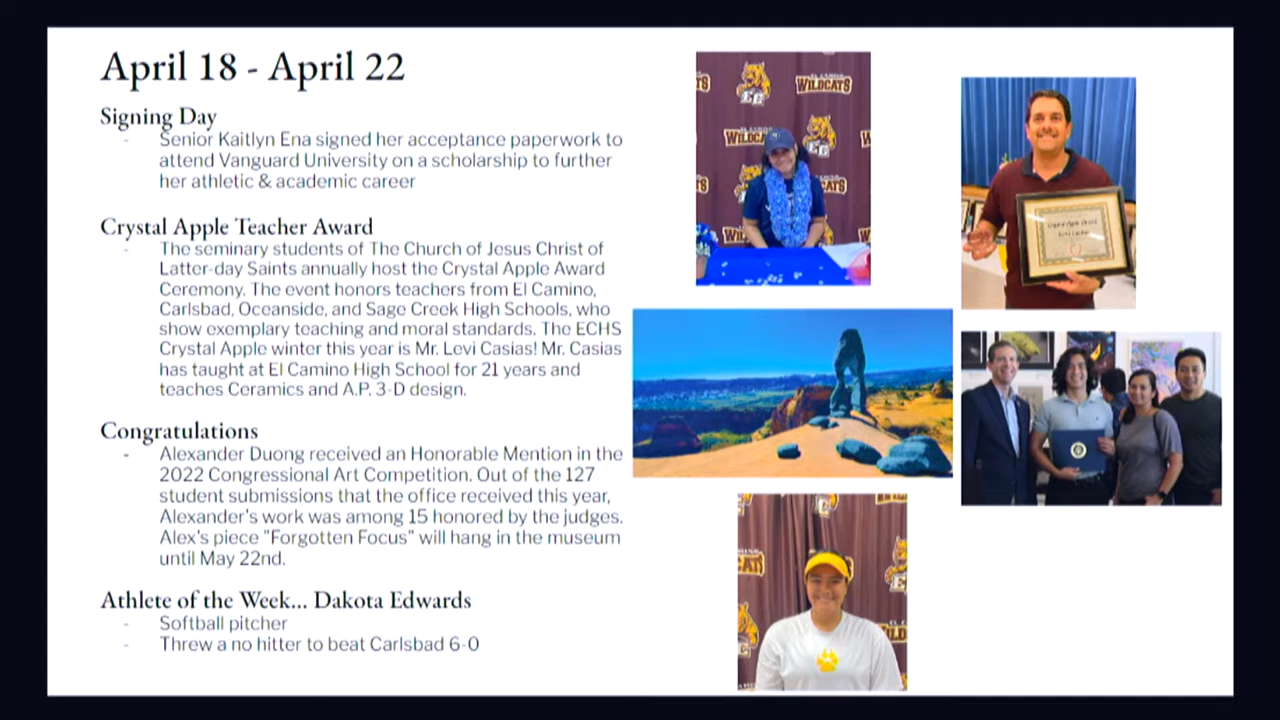 April 18 - April 22
Signing Day
- Senior Kaitlyn Ena signed her acceptance paperwork to
attend Vanguard University on a scholarship to further
her athletic & academic career
Crystal Apple Teacher Award
- The seminary students of The Church of Jesus Christ of
Latter-day Saints annually host the Crystal Apple Award
Ceremony. The event honors teachers from El Camino,
Carlsbad, Oceanside, and Sage Creek High Schools, who
show exemplary teaching and moral standards. The ECHS
Crystal Apple winter this year is Mr. Levi Casias! Mr. Casias
has taught at El Camino High School for 21 years and
teaches Ceramics and A.P. 3-D design.
Congratulations
- Alexander Duong received an Honorable Mention in the
2022 Congressional Art Competition. Out of the 127
student submissions that the office received this year,
Alexander's work was among 15 honored by the judges.
Alex's piece "Forgotten Focus" will hang in the museum
until May 22nd.
Athlete of the Week... Dakota Edwards
- Softball pitcher
- Threw a no hitter to beat Carlsbad 6-0
WILDCATS
EC
Crystal Apple Award